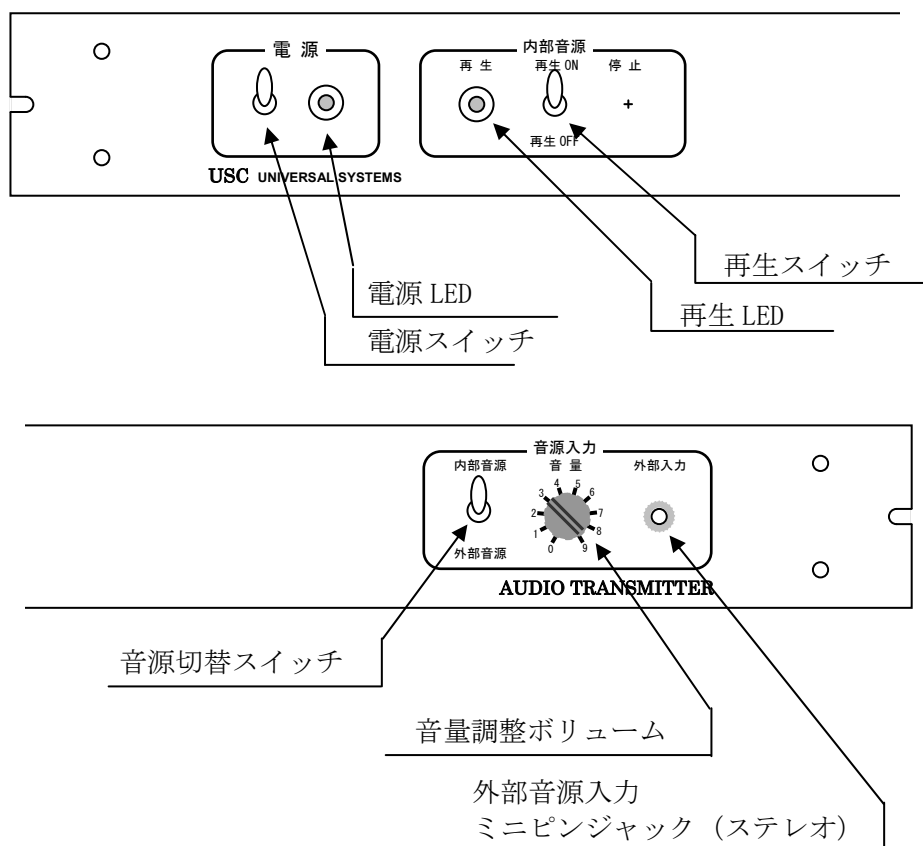 電 源
内部音源
再 生 再生 ON 停 止
再生 OFF
USC UNIVERSAL SYSTEMS
再生スイッチ
電源 LED
再生 LED
電源スイッチ
音源入力
内部音源 音 量 外部入力
0 1 2 3 4 5 6 7 8 9
外部音源
AUDIO TRANSMITTER
音源切替スイッチ
音量調整ボリューム
外部音源入力
ミニピンジャック（ステレオ）